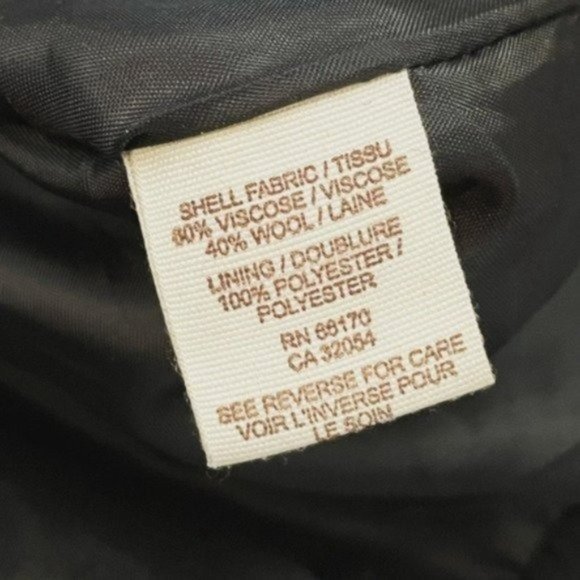 SHELL FABRIC / TISSU
60% VISCOSE / VISCOSE
40% WOOL / LAINE
LINING / DOUBLURE
100% POLYESTER /
POLYESTER
RN 66170
CA 32054
SEE REVERSE FOR CARE
VOIR L'INVERSE POUR
LE SOIN